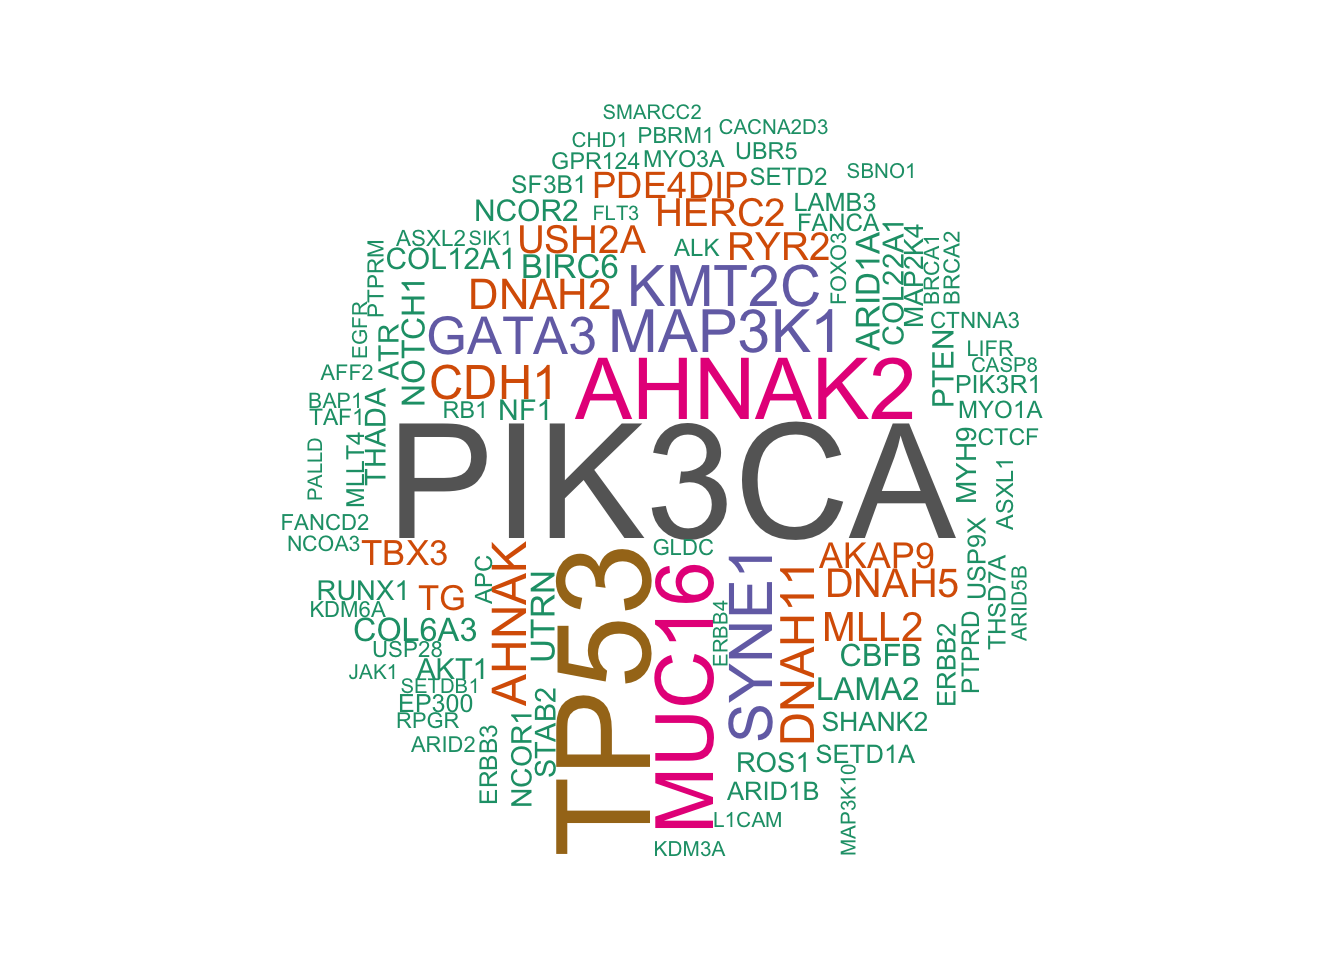 SMARCC2
CACNA2D3
CHD1
PBRM1
UBR5
GPR124
MYO3A
SBNO1
SF3B1
PDE4DIP
SETD2
NCOR2
FLT3
HERC2
LAMB3
FANCA
ASXL2
SIK1
USH2A
ALK
RYR2
FOXO3
ARID1A
COL22A1
MAP2K4
BRCA1
BRCA2
PTPRM
COL12A1
BIRC6
DNAH2
KMT2C
EGFR
ATR
NOTCH1
GATA3
MAP3K1
CTNNA3
PTEN
LIFR
CASP8
AFF2
CDH1
AHNAK2
PIK3R1
BAP1
TAF1
THADA
RB1
NF1
MYO1A
PALLD
MLLT4
PIK3CA
MYH9
CTCF
ASXL1
FANCD2
NCOA3
TBX3
APC
AHNAK
UTRN
TP53
GLDC
MUC16
ERBB4
SYNE1
DNAH11
AKAP9
DNAH5
USP9X
THSD7A
ARID5B
RUNX1
TG
KDM6A
COL6A3
MLL2
USP28
CBFB
ERBB2
PTPRD
JAK1
AKT1
SETDB1
LAMA2
EP300
RPGR
SHANK2
ARID2
ERBB3
NCOR1
STAB2
ROS1
SETD1A
ARID1B
MAP3K10
L1CAM
KDM3A